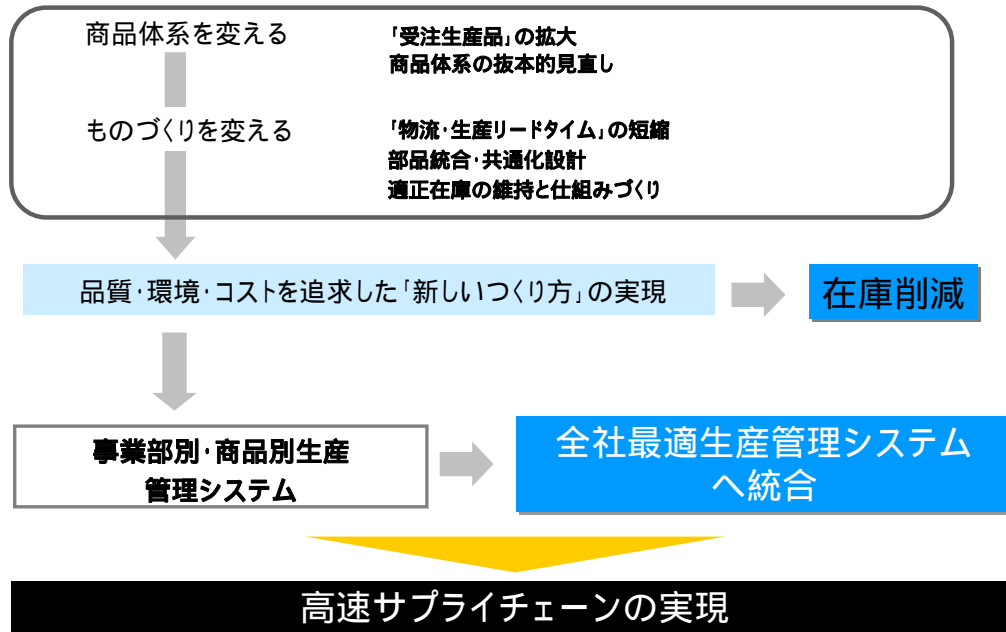 商品体系を変える
「受注生産品」の拡大
商品体系の抜本的見直し
ものづくりを変える
「物流・生産リードタイム」の短縮
部品統合・共通化設計
適正在庫の維持と仕組みづくり
品質・環境・コストを追求した「新しいつくり方」の実現
在庫削減
事業部別・商品別生産
管理システム
全社最適生産管理システム
へ統合
高速サプライチェーンの実現